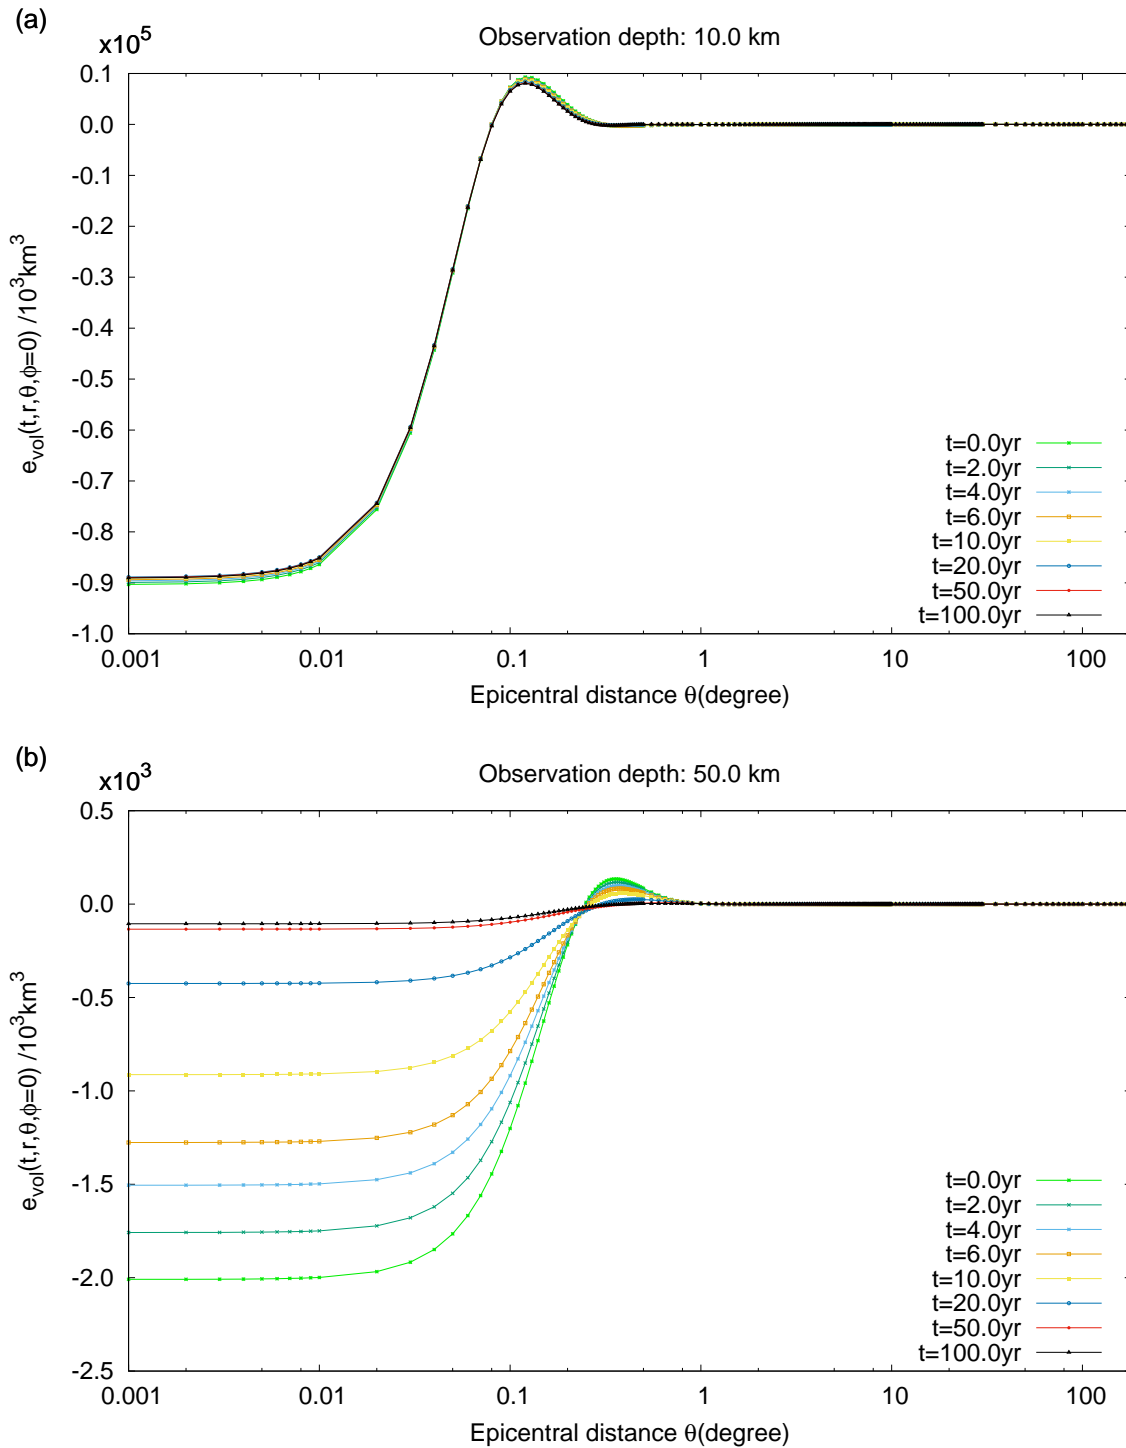 (a)
x10^5
Observation depth: 10.0 km
0.1
0.0
0.1
-0.2
-0.3
-0.4
-0.5
-0.6
-0.7
-0.8
-0.9
-1.0
e_vol(t,r,θ,ϕ=0) /10^3km^3
t=0.0yr
t=2.0yr
t=4.0yr
t=6.0yr
t=10.0yr
t=20.0yr
t=50.0yr
t=100.0yr
0.001 0.01 0.1 1 10 100
Epicentral distance θ(degree)
(b)
x10^3
Observation depth: 50.0 km
0.5
0.0
-0.5
-1.0
-1.5
-2.0
-2.5
e_vol(t,r,θ,ϕ=0) /10^3km^3
t=0.0yr
t=2.0yr
t=4.0yr
t=6.0yr
t=10.0yr
t=20.0yr
t=50.0yr
t=100.0yr
0.001 0.01 0.1 1 10 100
Epicentral distance θ(degree)